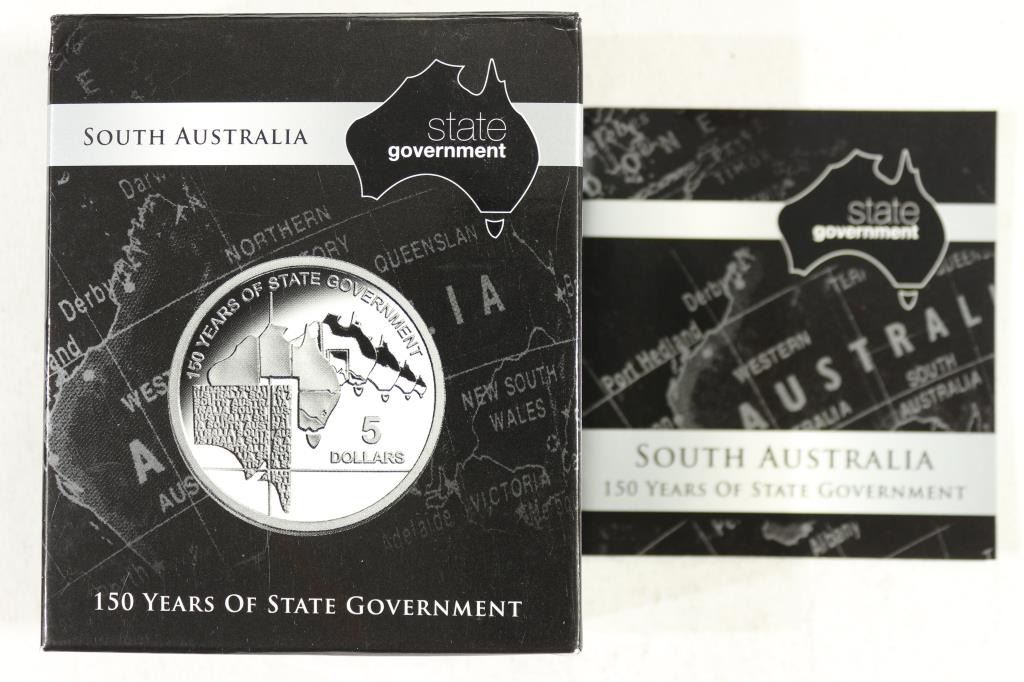 SOUTH AUSTRALIA
state
government
NORTHERN
QUEENSLAN
Derby
WEST
NEW SOUTH
WALES
A
AUS
VICTORIA
Adelaide
I A
150 YEARS OF STATE GOVERNMENT
5
DOLLARS
150 YEARS OF STATE GOVERNMENT
state
government
Derby
Port Hedland
WESTERN
AUSTRAL
SOUTH
AUSTRALIA
SOUTH AUSTRALIA
150 YEARS OF STATE GOVERNMENT
Albany